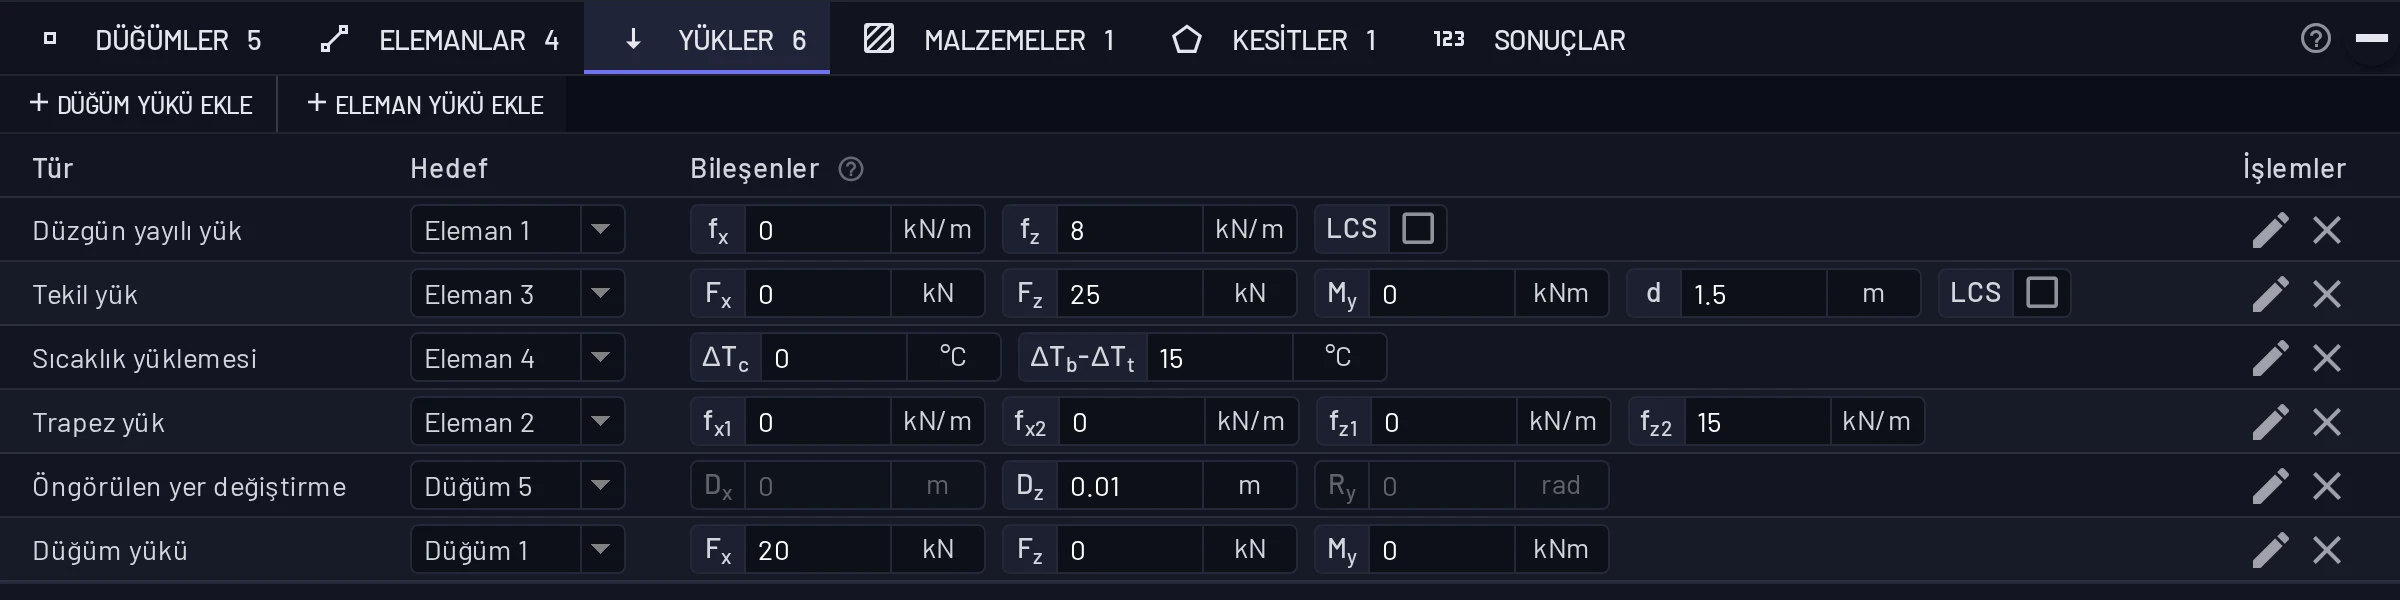 DÜĞÜMLER 5 ELEMANLAR 4 YÜKLER 6 MALZEMELER 1 KESİTLER 1 123 SONUÇLAR
+ DÜĞÜM YÜKÜ EKLE + ELEMAN YÜKÜ EKLE
Tür Hedef Bileşenler İşlemler
Düzgün yayılı yük Eleman 1 fx 0 kN/m fz 8 kN/m LCS
Tekil yük Eleman 3 Fx 0 kN Fz 25 kN My 0 kNm d 1.5 m LCS
Sıcaklık yüklemesi Eleman 4 ΔTc 0 °C ΔTb-ΔTt 15 °C
Trapez yük Eleman 2 fx1 0 kN/m fx2 0 kN/m fz1 0 kN/m fz2 15 kN/m
Öngörülen yer değiştirme Düğüm 5 Dx 0 m Dz 0.01 m Ry 0 rad
Düğüm yükü Düğüm 1 Fx 20 kN Fz 0 kN My 0 kNm